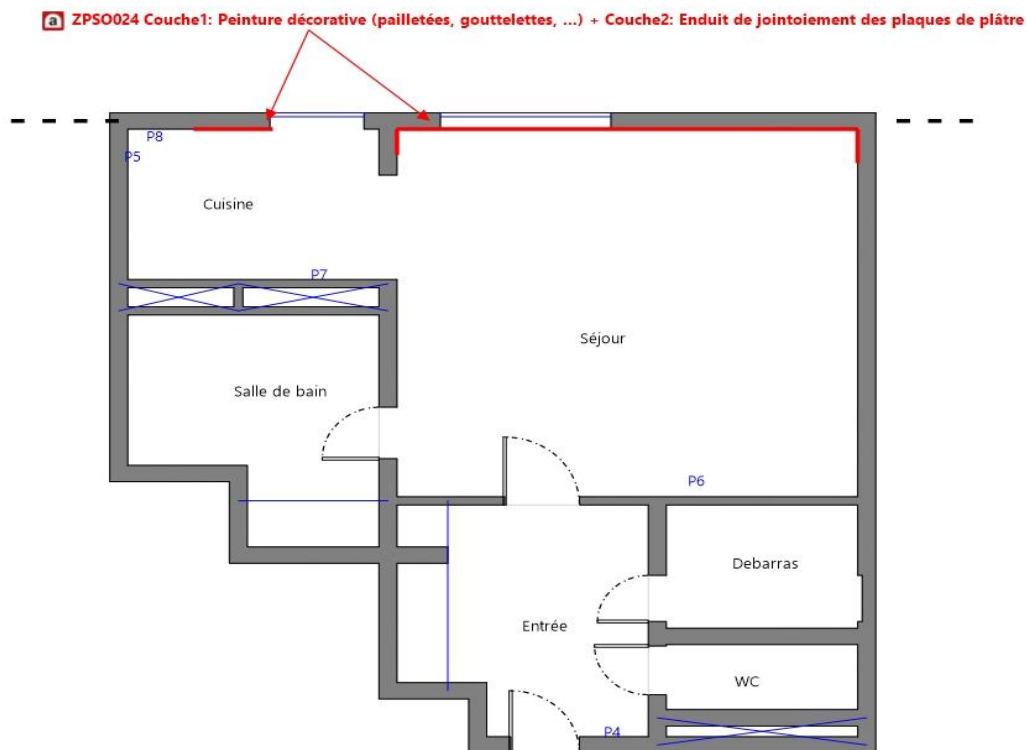 a ZPSO024 Couche1: Peinture décorative (pailletées, gouttelettes, ...) + Couche2: Enduit de jointoiement des plaques de plâtre
P8
P5
Cuisine
P7
Séjour
Salle de bain
P6
Debarras
Entrée
WC
P4